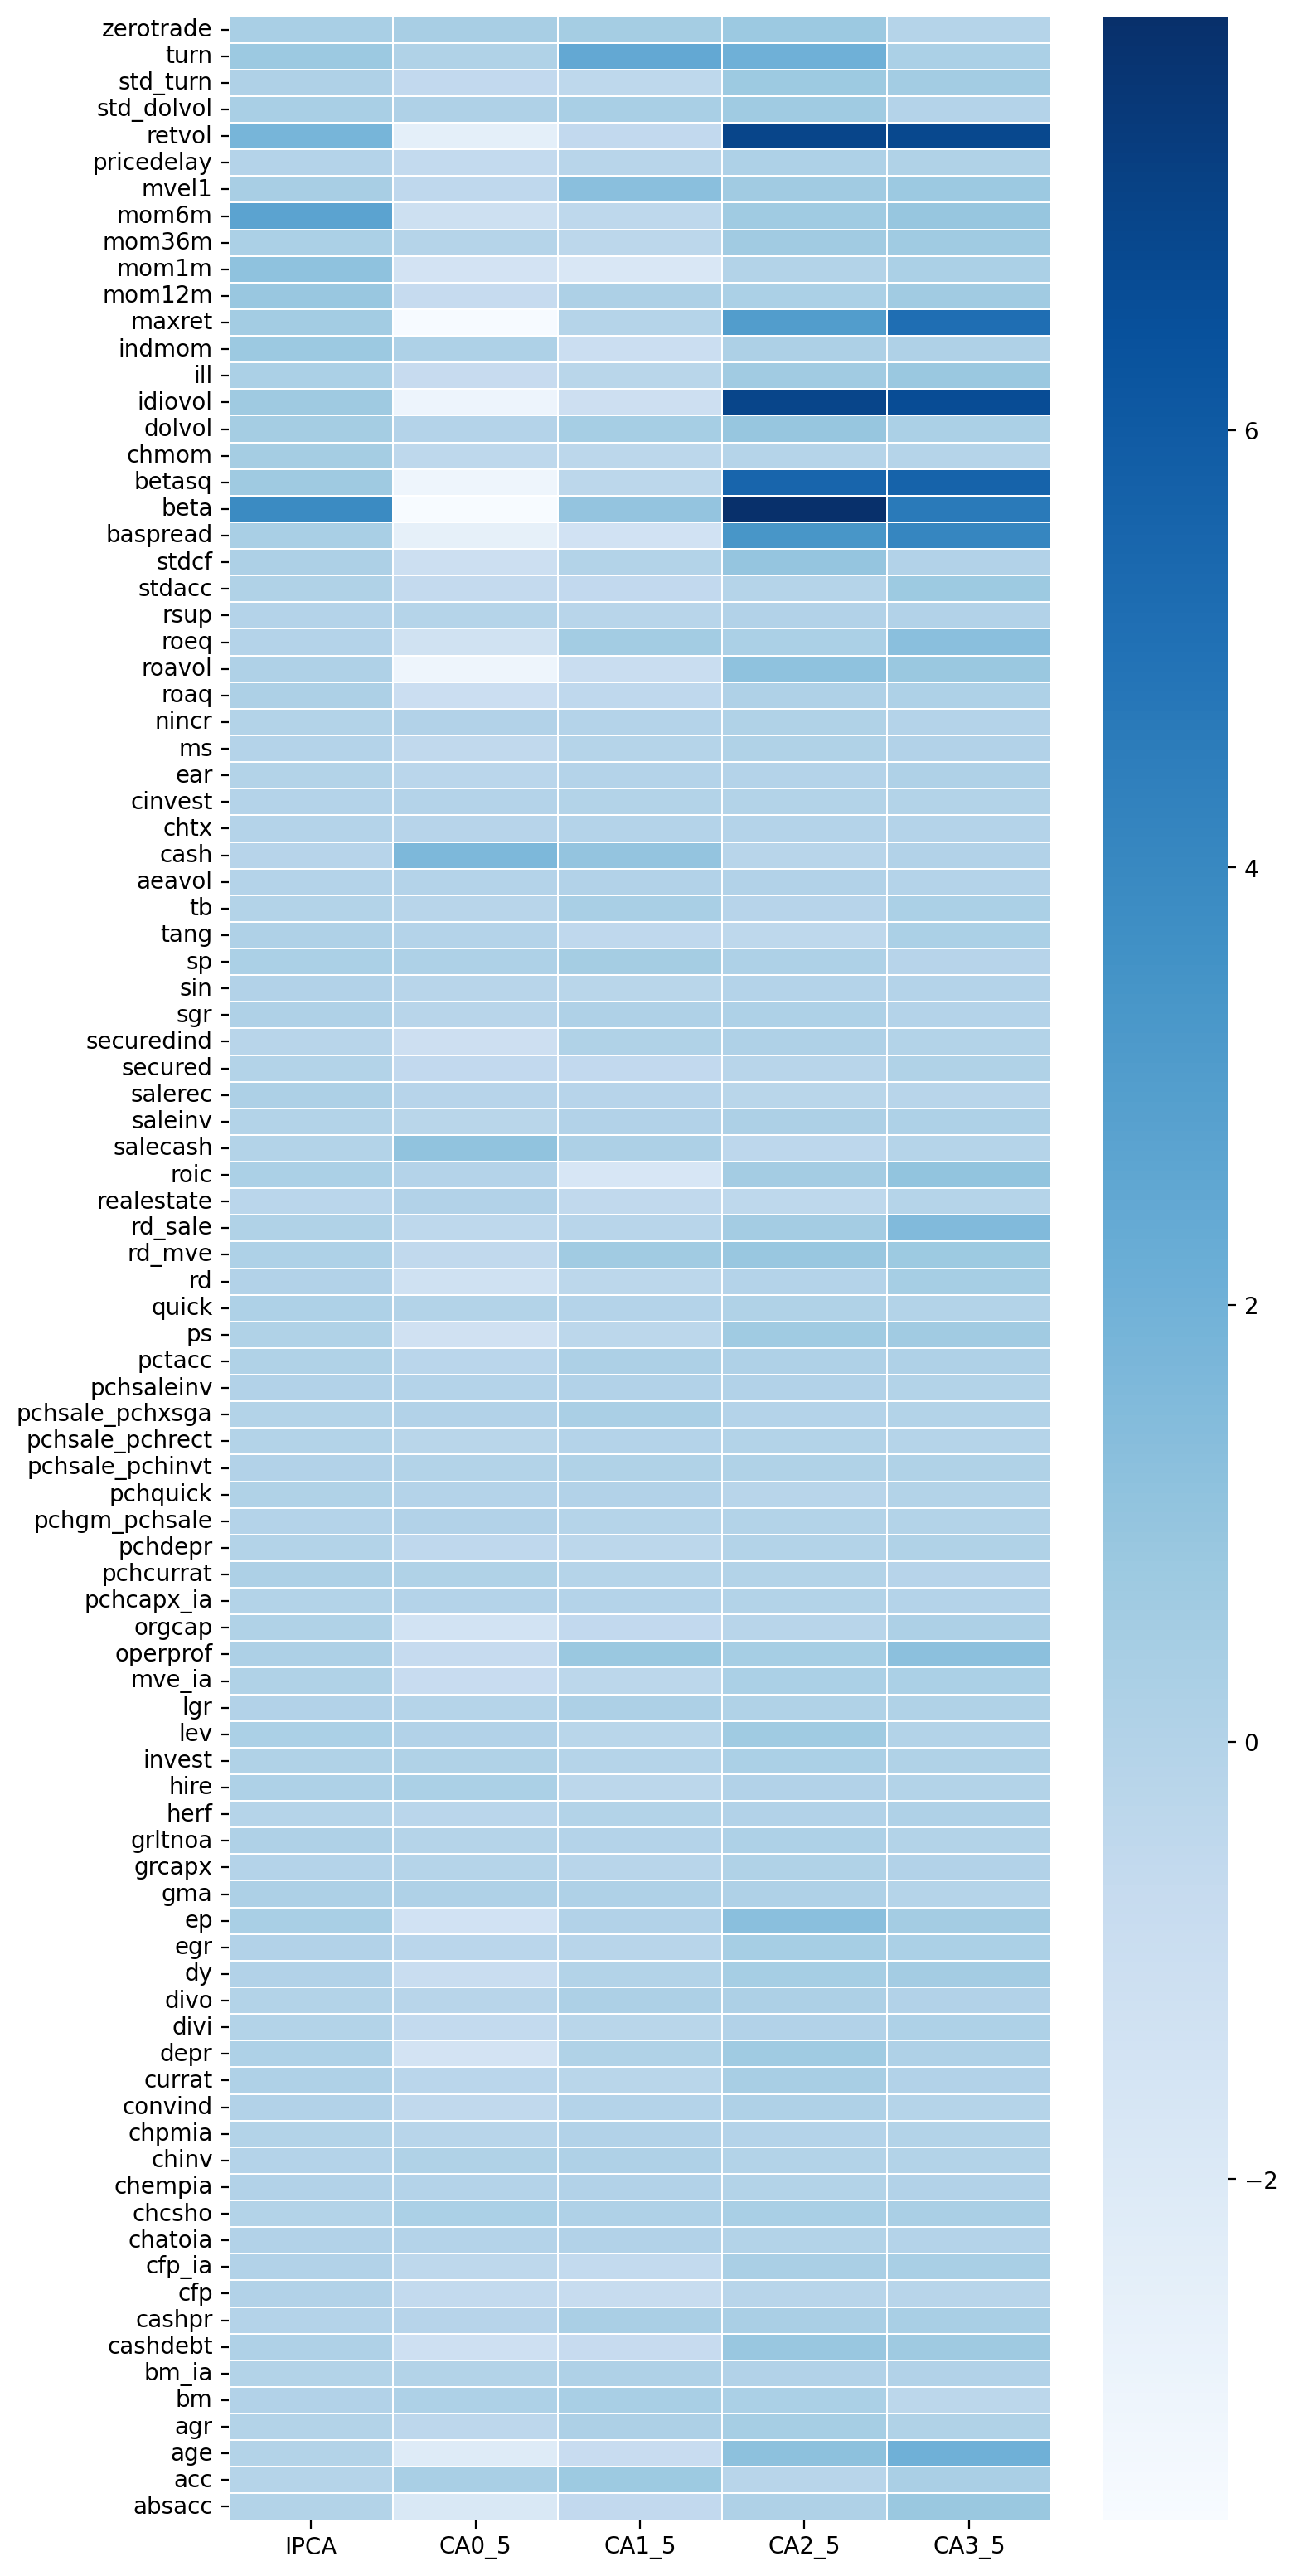 zerotrade
turn
std_turn
std_dolvol
retvol
pricedelay
mvel1
mom6m
mom36m
mom1m
mom12m
maxret
indmom
ill
idiovol
dolvol
chmom
betasq
beta
baspread
stdcf
stdacc
rsup
roeq
roavol
roaq
nincr
ms
ear
cinvest
chtx
cash
aeavol
tb
tang
sp
sin
sgr
securedind
secured
salerec
saleinv
salecash
roic
realestate
rd_sale
rd_mve
rd
quick
ps
pctacc
pchsaleinv
pchsale_pchxsga
pchsale_pchrect
pchsale_pchinvt
pchquick
pchgm_pchsale
pchdepr
pchcurrat
pchcapx_ia
orgcap
operprof
mve_ia
lgr
lev
invest
hire
herf
grltnoa
grcapx
gma
ep
egr
dy
divo
divi
depr
currat
convind
chpmia
chinv
chempia
chcsho
chatoia
cfp_ia
cfp
cashpr
cashdebt
bm_ia
bm
agr
age
acc
absacc
IPCA CA0_5 CA1_5 CA2_5 CA3_5
6
4
2
0
−2